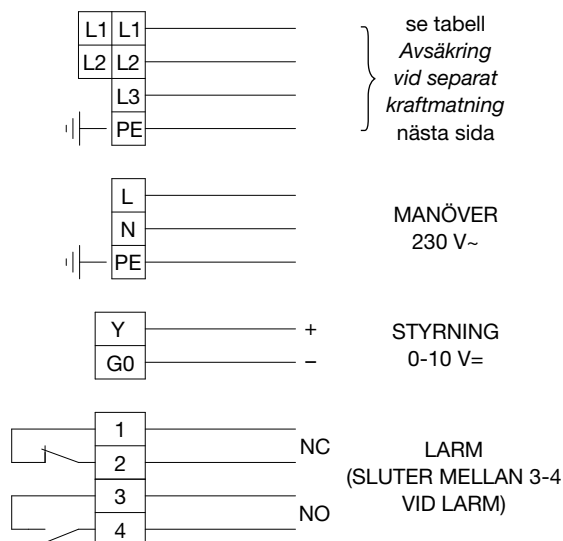 L1 L1
L2 L2
L3
PE
se tabell
Avsäkring
vid separat
kraftmatning
nästa sida
L
N
PE
MANÖVER
230 V~
Y +
G0 −
STYRNING
0-10 V=
1
2
NC
3
4
NO
LARM
(SLUTER MELLAN 3-4
VID LARM)